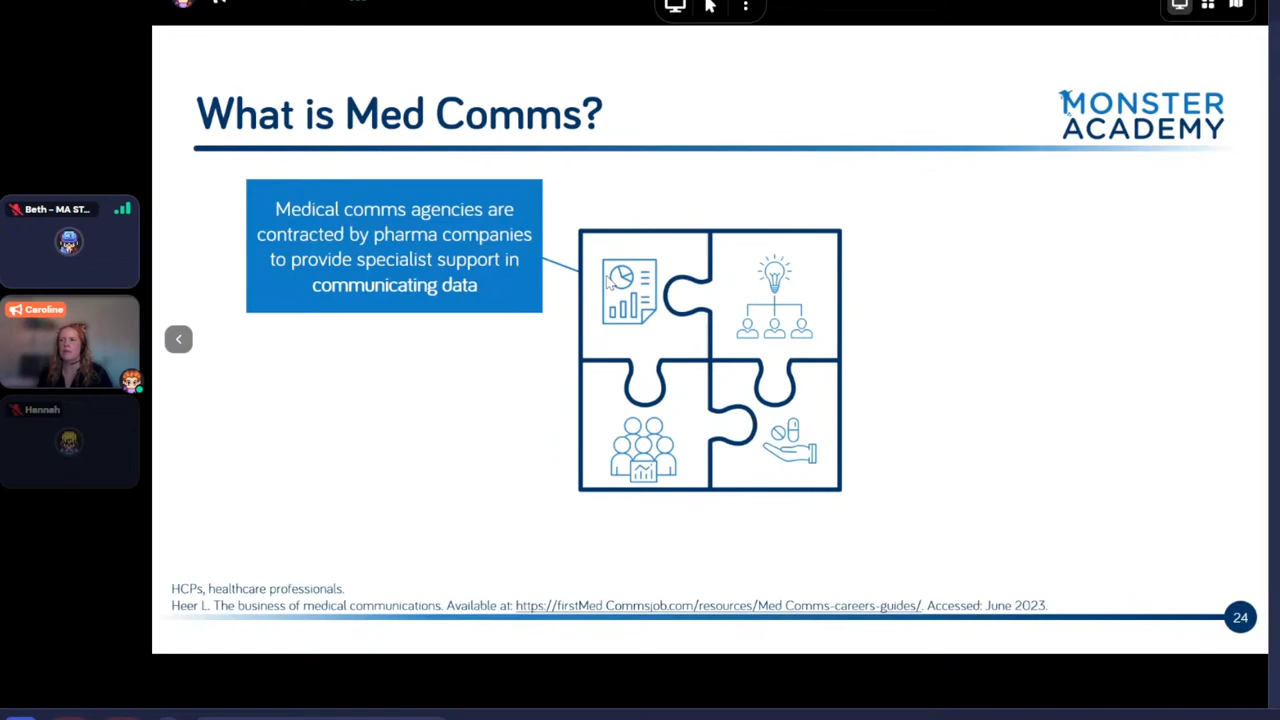 What is Med Comms?
MONSTER
ACADEMY
Medical comms agencies are
contracted by pharma companies
to provide specialist support in
communicating data
Beth – MA ST...
Caroline
Hannah
HCPs, healthcare professionals.
Heer L. The business of medical communications. Available at: https://firstMed Commsjob.com/resources/Med Comms-careers-guides/. Accessed: June 2023.
24